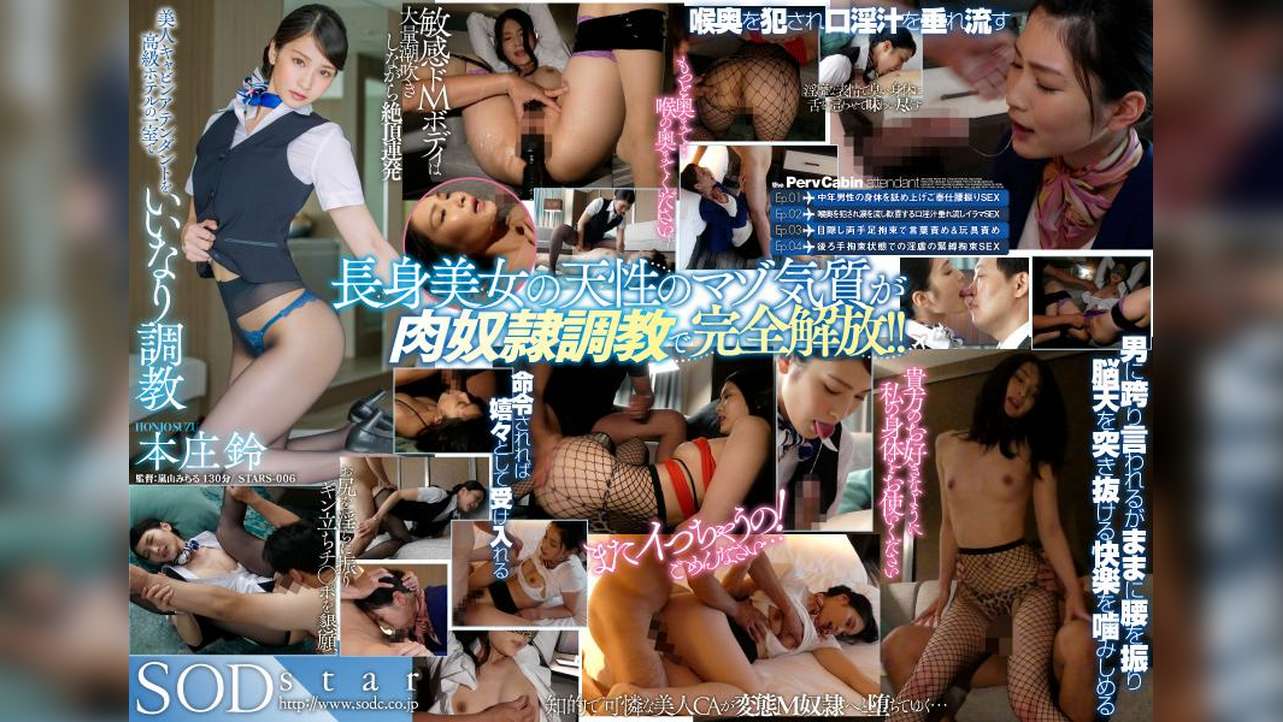 美人キャビンアテンダントを
高級ホテルの一室で
いいなり調教
HONJO SUZU
本庄鈴
監督:嵐山みちる 130分 STARS-006
敏感ドMボディは
大量潮吹き
しながら絶頂連発
もっと奥まで
喉の奥までください
喉奥を犯され口淫汁を垂れ流す
the Perv Cabin attendant
Ep.01 中年男性の身体を舐め上げご奉仕腰振りSEX
Ep.02 喉奥を犯され涙を流し歓喜する口淫汁垂れ流しイラマSEX
Ep.03 目隠し両手足拘束で言葉責める玩具責め
Ep.04 後ろ手拘束状態での淫虐の緊縛拘束SEX
長身美女の天性のマゾ気質が
肉奴隷調教で完全解放!!
命令されれば
嬉々として受け入れる
貴方のお好きなように
私の身体をお使いください
男に跨り言われるがままに腰を振り
脳天を突き抜ける快楽を噛みしめる
お尻を淫らに振り
ギン立ちチ〇ポを懇願
またイっちゃうの!
ごめんなさい…
SOD star
http://www.sodc.co.jp
知的で可憐な美人CAが変態M奴隷へと堕ちてゆく…